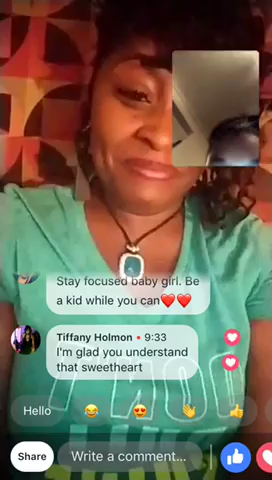 Stay focused baby girl. Be
a kid while you can❤️❤️
Tiffany Holmon • 9:33
I'm glad you understand
that sweetheart
Hello 😂 😍 👋 👍
Share Write a comment...